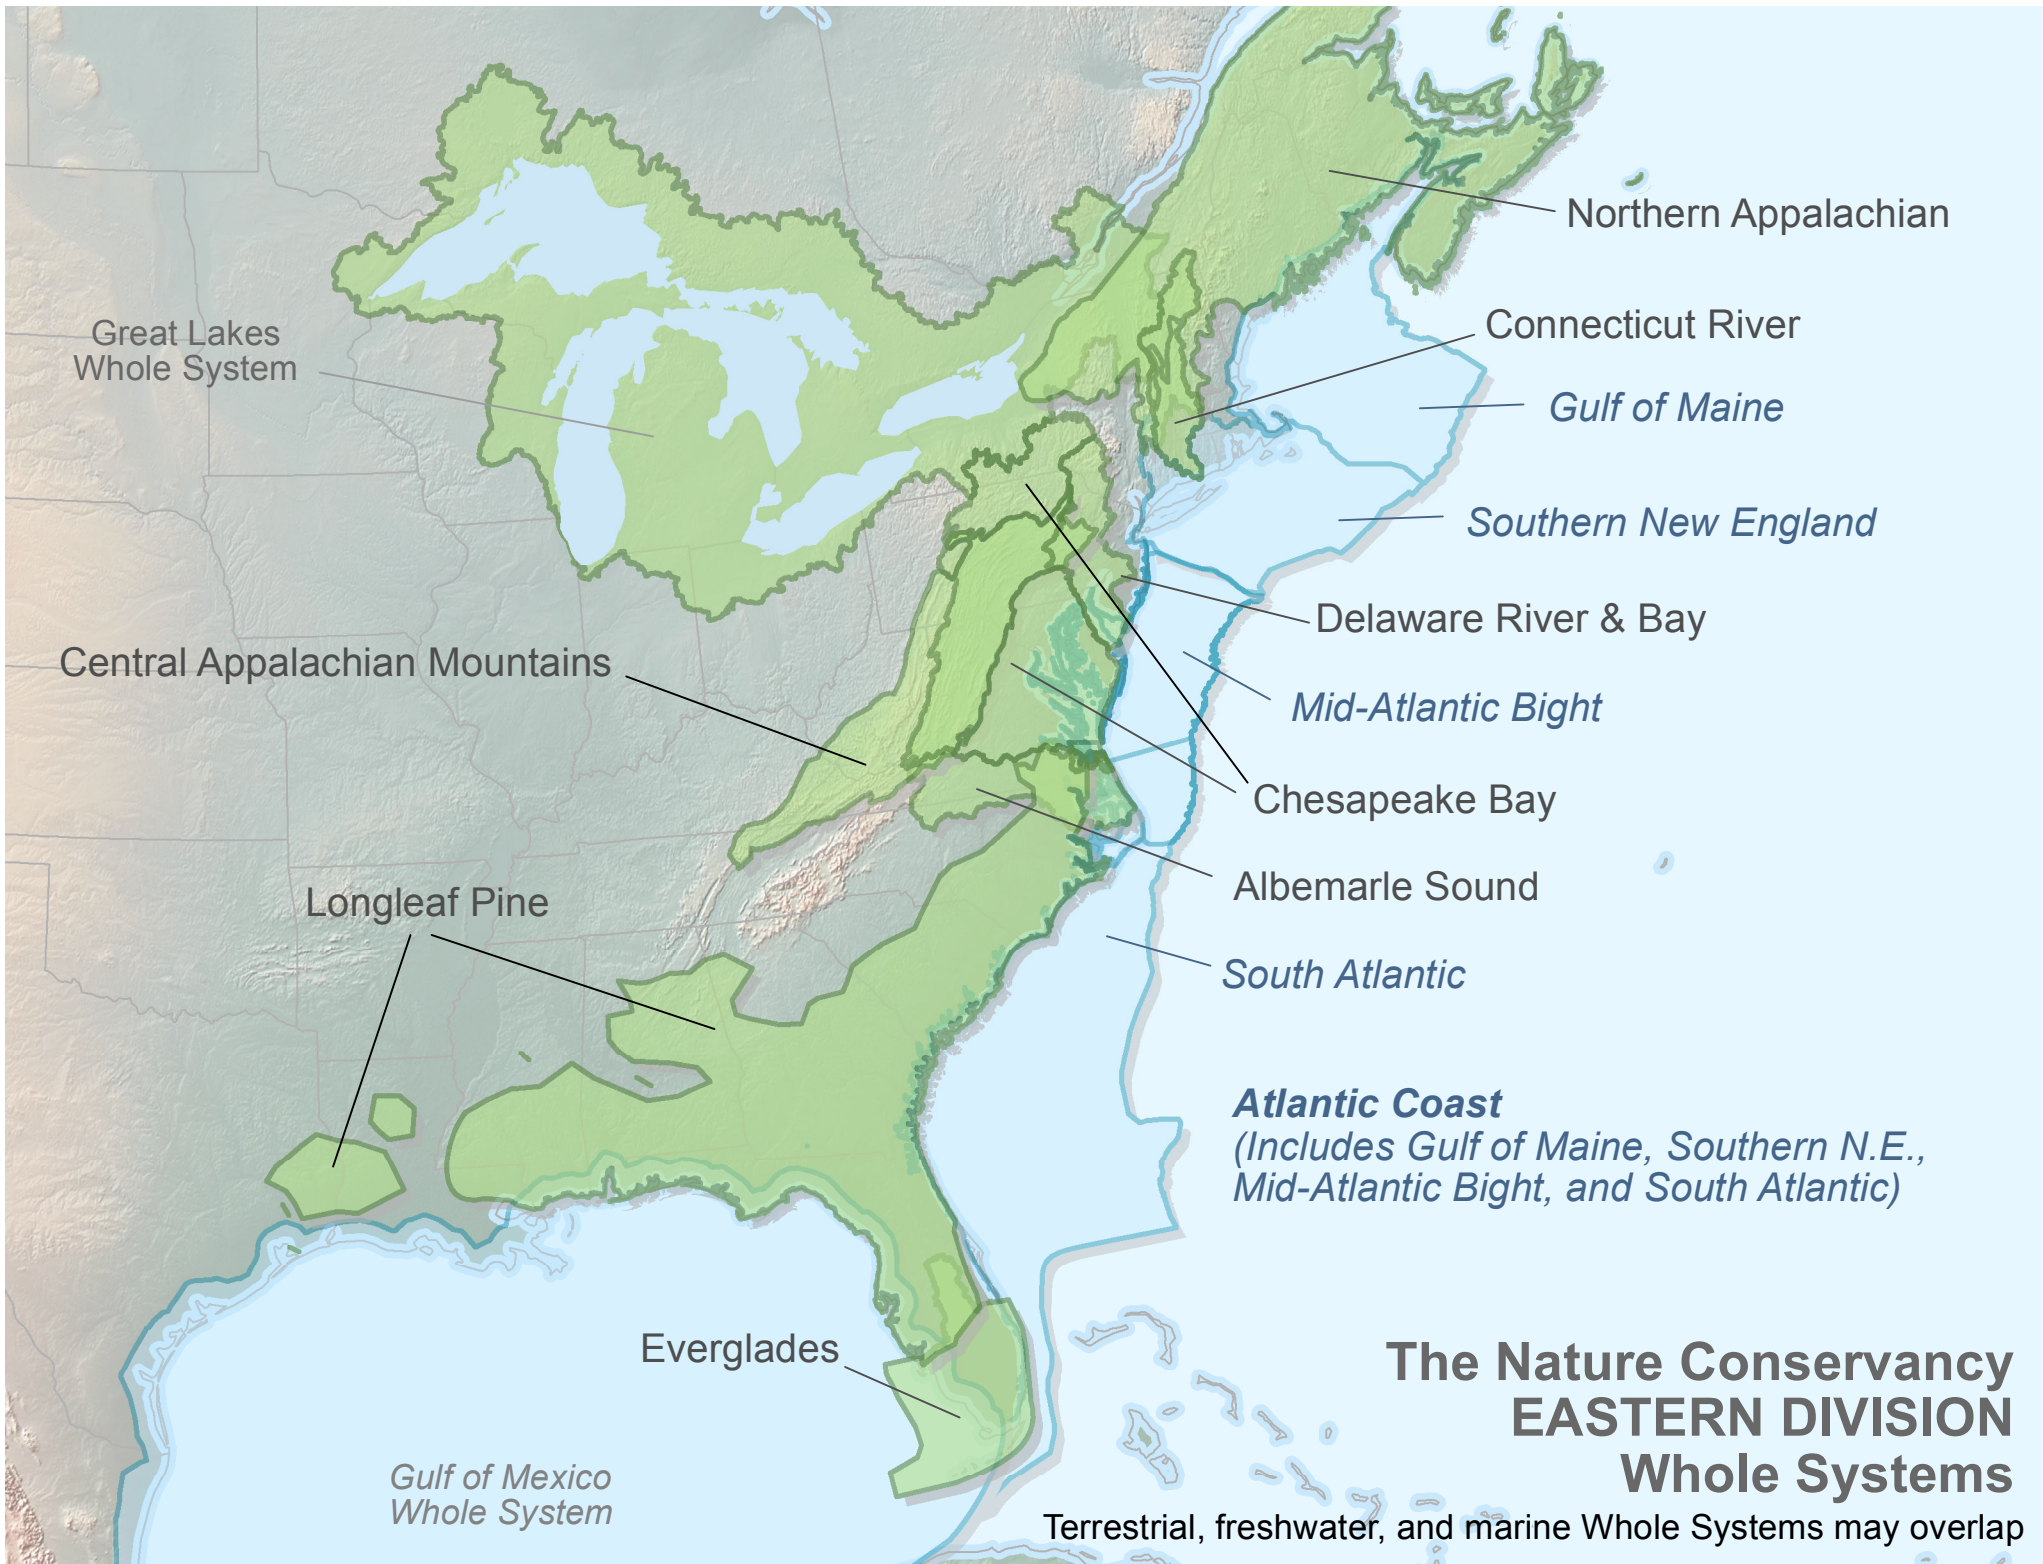 Northern Appalachian
Connecticut River
Great Lakes
Whole System
Gulf of Maine
Southern New England
Delaware River & Bay
Central Appalachian Mountains
Mid-Atlantic Bight
Chesapeake Bay
Albemarle Sound
Longleaf Pine
South Atlantic
Atlantic Coast
(Includes Gulf of Maine, Southern N.E.,
Mid-Atlantic Bight, and South Atlantic)
Everglades
The Nature Conservancy
EASTERN DIVISION
Whole Systems
Gulf of Mexico
Whole System
Terrestrial, freshwater, and marine Whole Systems may overlap